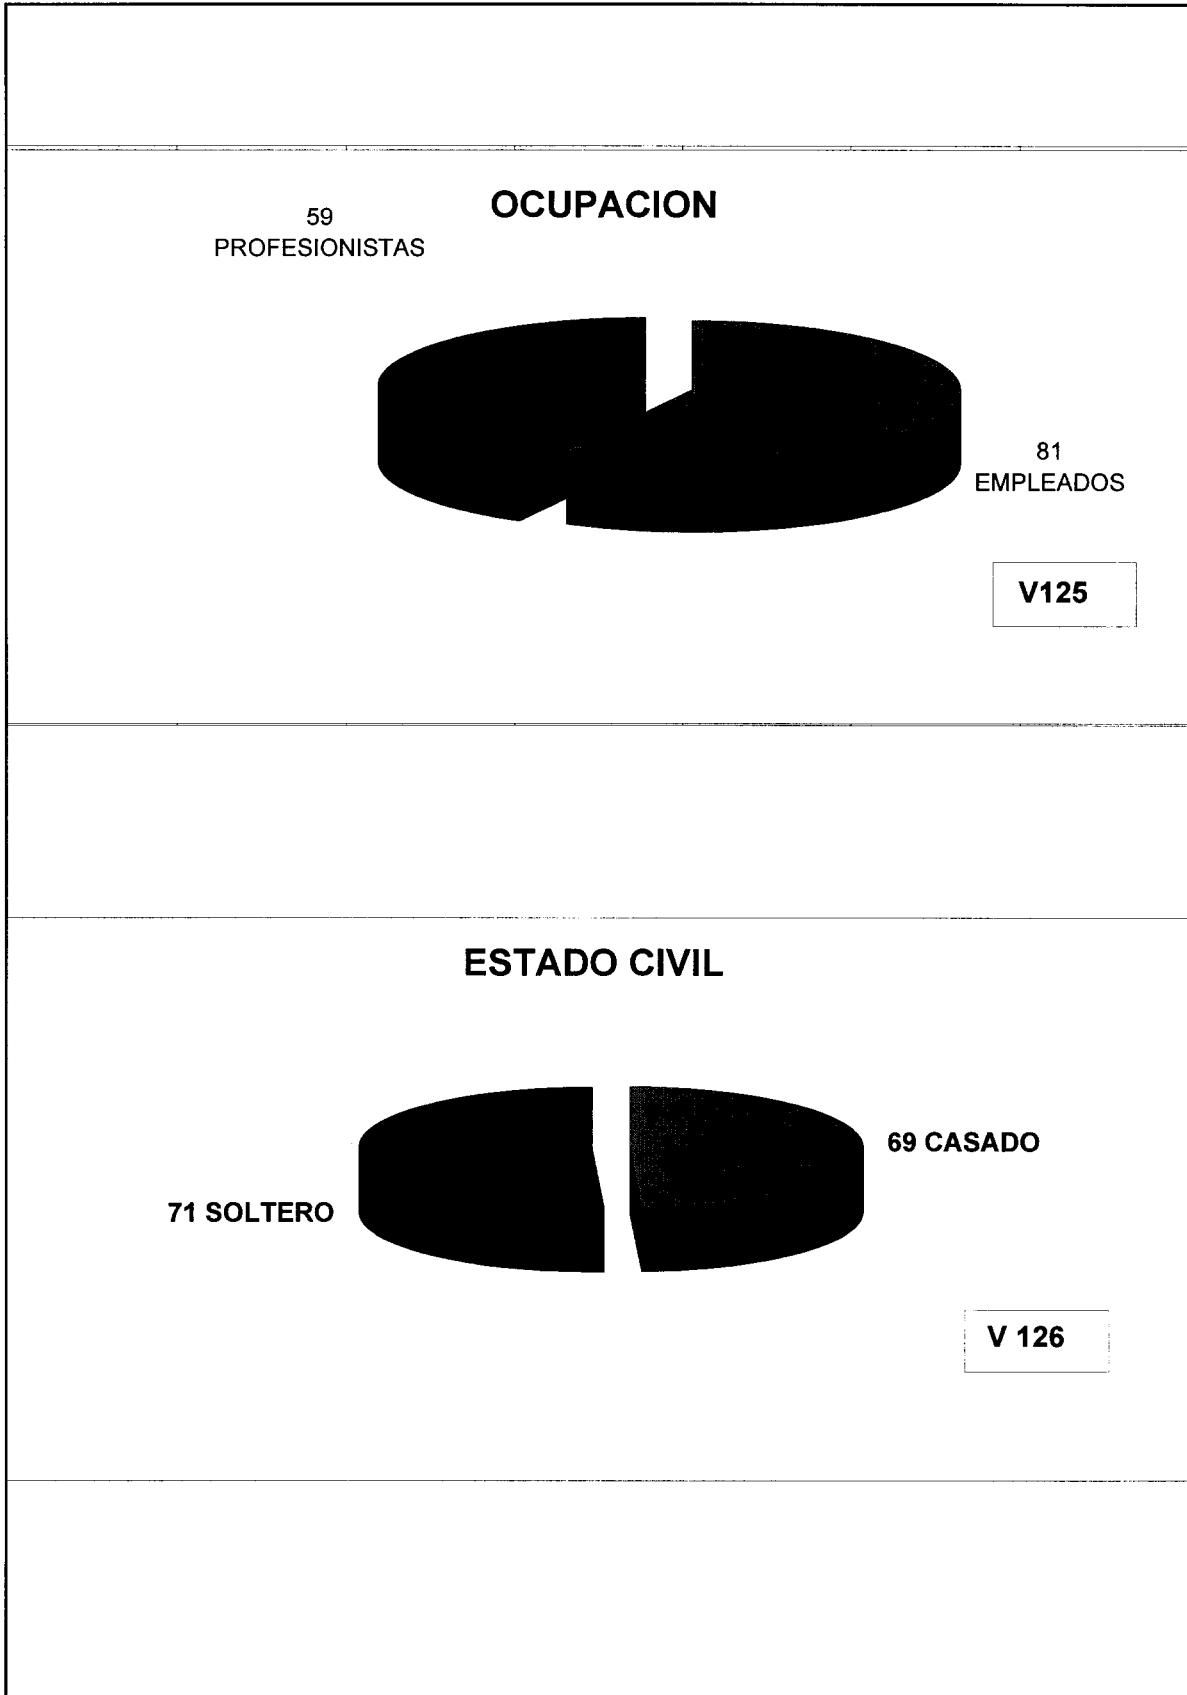 OCUPACION
59
PROFESIONISTAS
81
EMPLEADOS
V125
ESTADO CIVIL
69 CASADO
71 SOLTERO
V 126